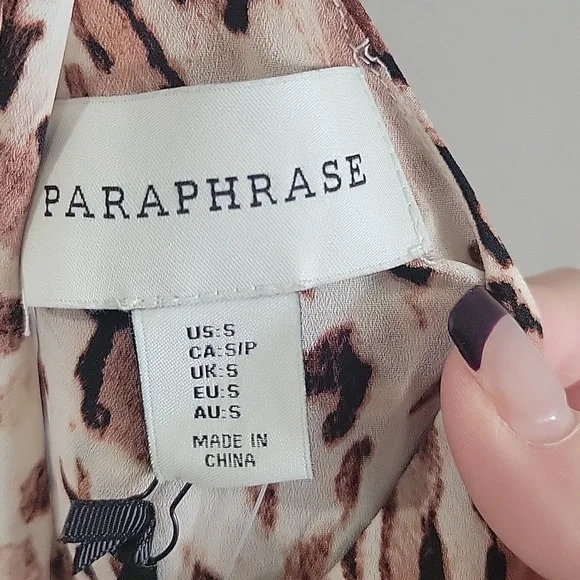 PARAPHRASE
US:S
CA:S/P
UK:S
EU:S
AU:S
MADE IN
CHINA